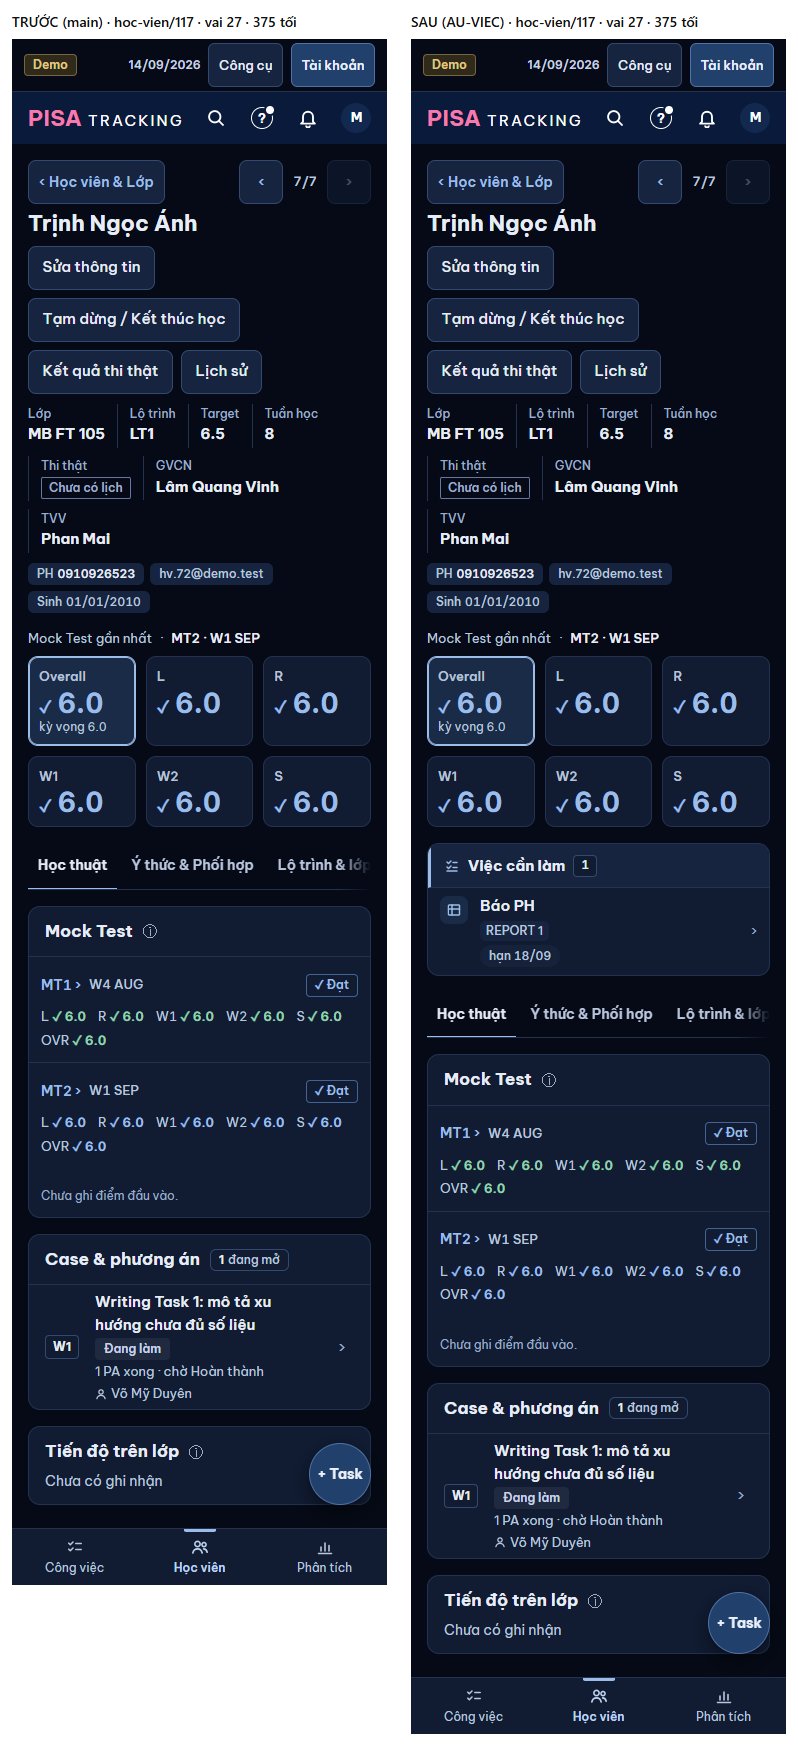 TRƯỚC (main) · hoc-vien/117 · vai 27 · 375 tối
Demo
14/09/2026
Công cụ
Tài khoản
PISA TRACKING
?
M
‹ Học viên & Lớp
‹
7/7
›
Trịnh Ngọc Ánh
Sửa thông tin
Tạm dừng / Kết thúc học
Kết quả thi thật
Lịch sử
Lớp Lộ trình Target Tuần học
MB FT 105 LT1 6.5 8
Thi thật GVCN
Chưa có lịch Lâm Quang Vinh
TVV
Phan Mai
PH 0910926523
hv.72@demo.test
Sinh 01/01/2010
Mock Test gần nhất · MT2 · W1 SEP
Overall L R
✓ 6.0 ✓ 6.0 ✓ 6.0
kỳ vọng 6.0
W1 W2 S
✓ 6.0 ✓ 6.0 ✓ 6.0
Học thuật Ý thức & Phối hợp Lộ trình & lớp
Mock Test ⓘ
MT1 › W4 AUG ✓ Đạt
L ✓ 6.0 R ✓ 6.0 W1 ✓ 6.0 W2 ✓ 6.0 S ✓ 6.0
OVR ✓ 6.0
MT2 › W1 SEP ✓ Đạt
L ✓ 6.0 R ✓ 6.0 W1 ✓ 6.0 W2 ✓ 6.0 S ✓ 6.0
OVR ✓ 6.0
Chưa ghi điểm đầu vào.
Case & phương án 1 đang mở
Writing Task 1: mô tả xu
hướng chưa đủ số liệu
W1 Đang làm ›
1 PA xong · chờ Hoàn thành
Võ Mỹ Duyên
Tiến độ trên lớp ⓘ
Chưa có ghi nhận
+ Task
Công việc Học viên Phân tích
SAU (AU-VIEC) · hoc-vien/117 · vai 27 · 375 tối
Demo
14/09/2026
Công cụ
Tài khoản
PISA TRACKING
?
M
‹ Học viên & Lớp
‹
7/7
›
Trịnh Ngọc Ánh
Sửa thông tin
Tạm dừng / Kết thúc học
Kết quả thi thật
Lịch sử
Lớp Lộ trình Target Tuần học
MB FT 105 LT1 6.5 8
Thi thật GVCN
Chưa có lịch Lâm Quang Vinh
TVV
Phan Mai
PH 0910926523
hv.72@demo.test
Sinh 01/01/2010
Mock Test gần nhất · MT2 · W1 SEP
Overall L R
✓ 6.0 ✓ 6.0 ✓ 6.0
kỳ vọng 6.0
W1 W2 S
✓ 6.0 ✓ 6.0 ✓ 6.0
Việc cần làm 1
Báo PH
REPORT 1
hạn 18/09
›
Học thuật Ý thức & Phối hợp Lộ trình & lớp
Mock Test ⓘ
MT1 › W4 AUG ✓ Đạt
L ✓ 6.0 R ✓ 6.0 W1 ✓ 6.0 W2 ✓ 6.0 S ✓ 6.0
OVR ✓ 6.0
MT2 › W1 SEP ✓ Đạt
L ✓ 6.0 R ✓ 6.0 W1 ✓ 6.0 W2 ✓ 6.0 S ✓ 6.0
OVR ✓ 6.0
Chưa ghi điểm đầu vào.
Case & phương án 1 đang mở
Writing Task 1: mô tả xu
hướng chưa đủ số liệu
W1 Đang làm ›
1 PA xong · chờ Hoàn thành
Võ Mỹ Duyên
Tiến độ trên lớp ⓘ
Chưa có ghi nhận
+ Task
Công việc Học viên Phân tích